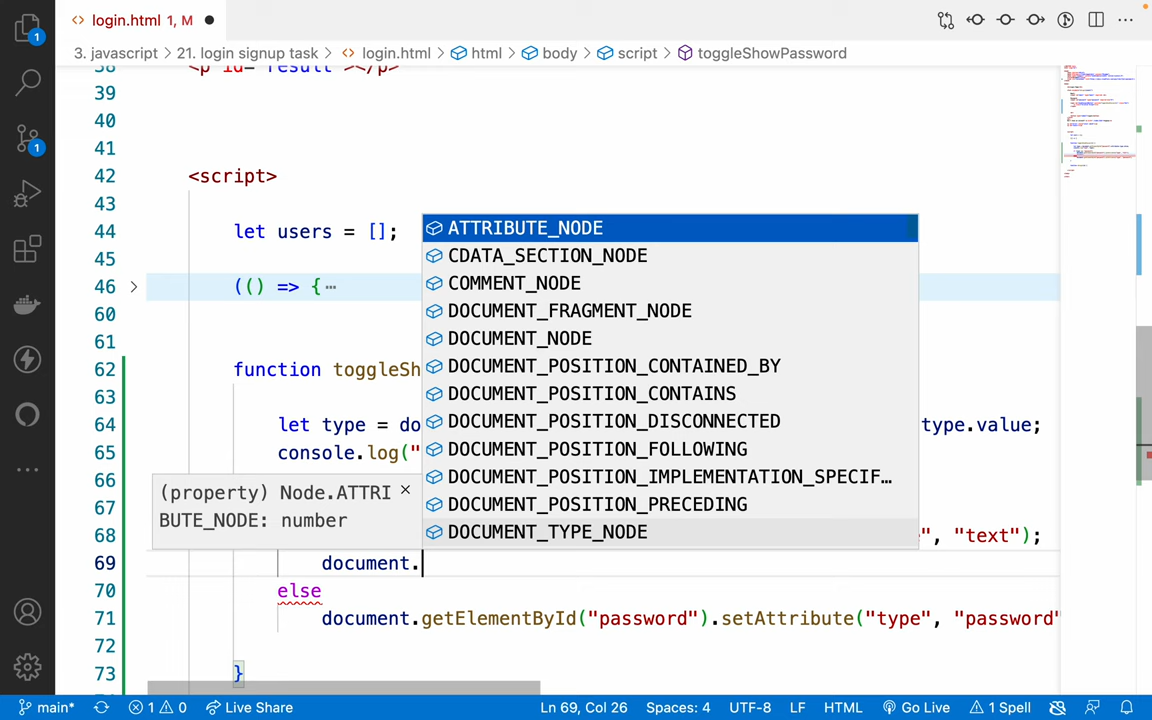 login.html 1, M
3. javascript > 21. login signup task > login.html > html > body > script > toggleShowPassword
<p id="result"></p>
39
40
41
42 <script>
43
44 let users = [];
45
46 (() => {…
60
61
62 function toggleSh
63
64 let type = do type.value;
65 console.log("
66
67
68 ", "text");
69 document.
70 else
71 document.getElementById("password").setAttribute("type", "password"
72
73 }
ATTRIBUTE_NODE
CDATA_SECTION_NODE
COMMENT_NODE
DOCUMENT_FRAGMENT_NODE
DOCUMENT_NODE
DOCUMENT_POSITION_CONTAINED_BY
DOCUMENT_POSITION_CONTAINS
DOCUMENT_POSITION_DISCONNECTED
DOCUMENT_POSITION_FOLLOWING
DOCUMENT_POSITION_IMPLEMENTATION_SPECIF…
DOCUMENT_POSITION_PRECEDING
DOCUMENT_TYPE_NODE
(property) Node.ATTRI
BUTE_NODE: number
1
1
main* 1 0 Live Share Ln 69, Col 26 Spaces: 4 UTF-8 LF HTML Go Live 1 Spell